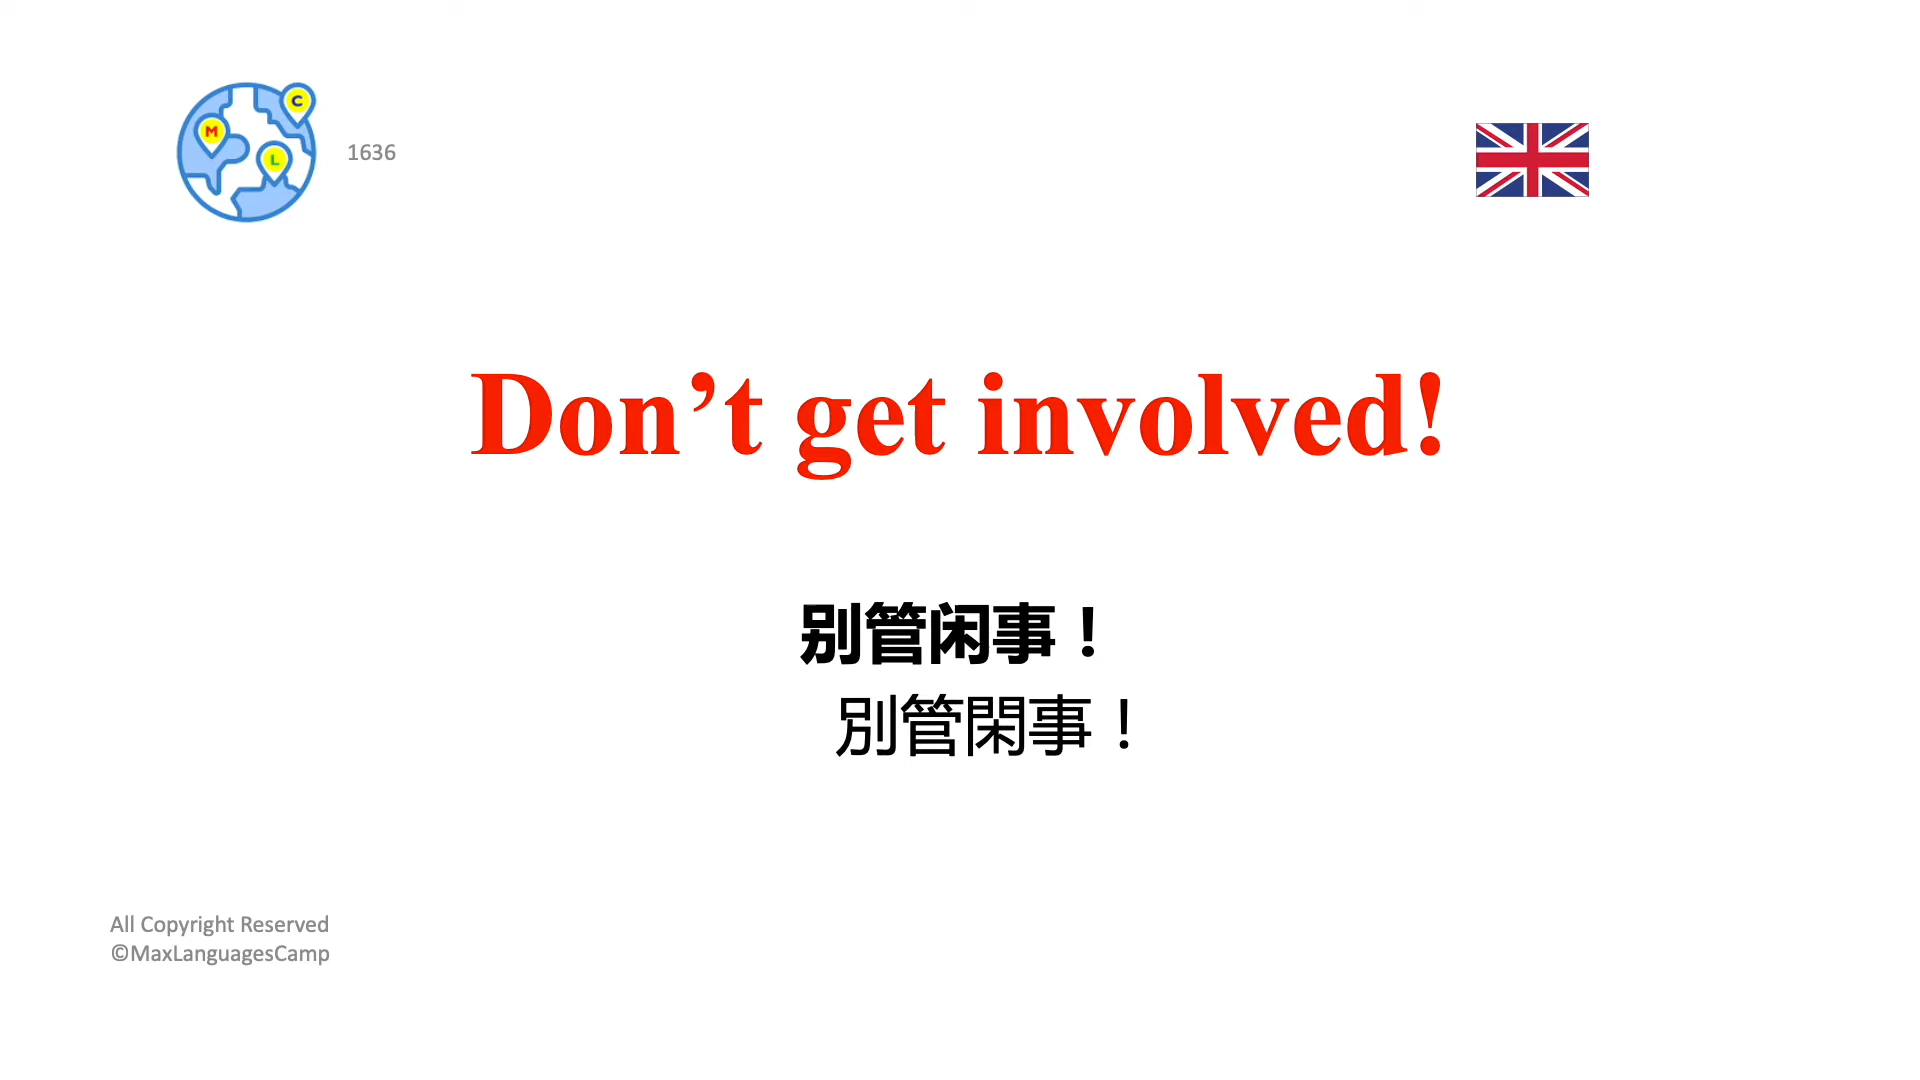 C
M
L
1636
Don’t get involved!
别管闲事！
別管閑事！
All Copyright Reserved
©MaxLanguagesCamp